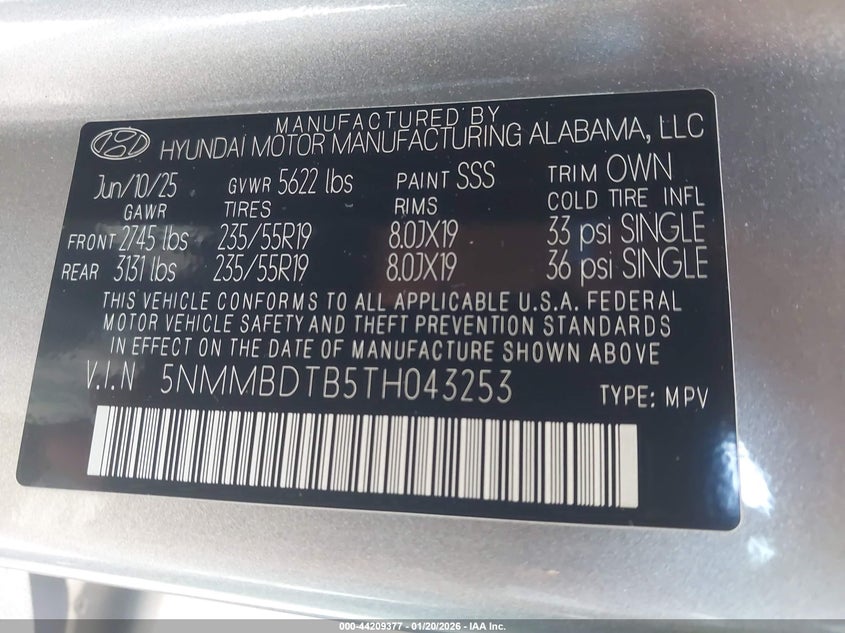 MANUFACTURED BY
HYUNDAI MOTOR MANUFACTURING ALABAMA, LLC
Jun/10/25 GVWR 5622 lbs PAINT SSS TRIM OWN
GAWR TIRES RIMS COLD TIRE INFL
FRONT 2745 lbs 235/55R19 8.0JX19 33 psi SINGLE
REAR 3131 lbs 235/55R19 8.0JX19 36 psi SINGLE
THIS VEHICLE CONFORMS TO ALL APPLICABLE U.S.A. FEDERAL
MOTOR VEHICLE SAFETY AND THEFT PREVENTION STANDARDS
IN EFFECT ON THE DATE OF MANUFACTURE SHOWN ABOVE
V.I.N 5NMMBDTB5TH043253 TYPE: MPV
000-44209377 - 01/20/2026 - IAA Inc.